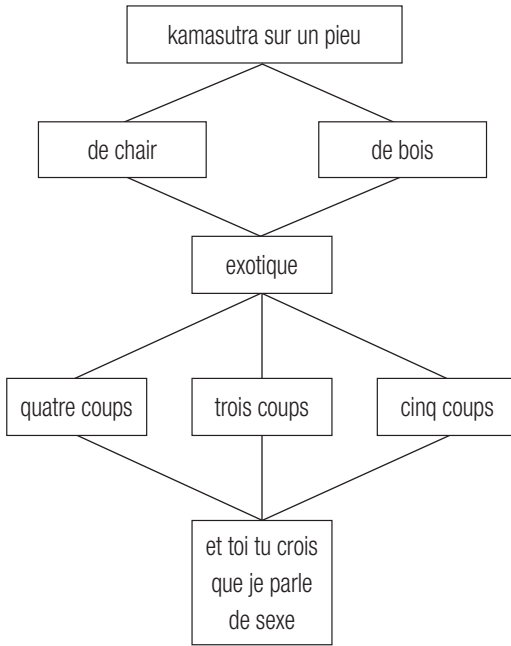 kamasutra sur un pieu
de chair
de bois
exotique
quatre coups
trois coups
cinq coups
et toi tu crois
que je parle
de sexe